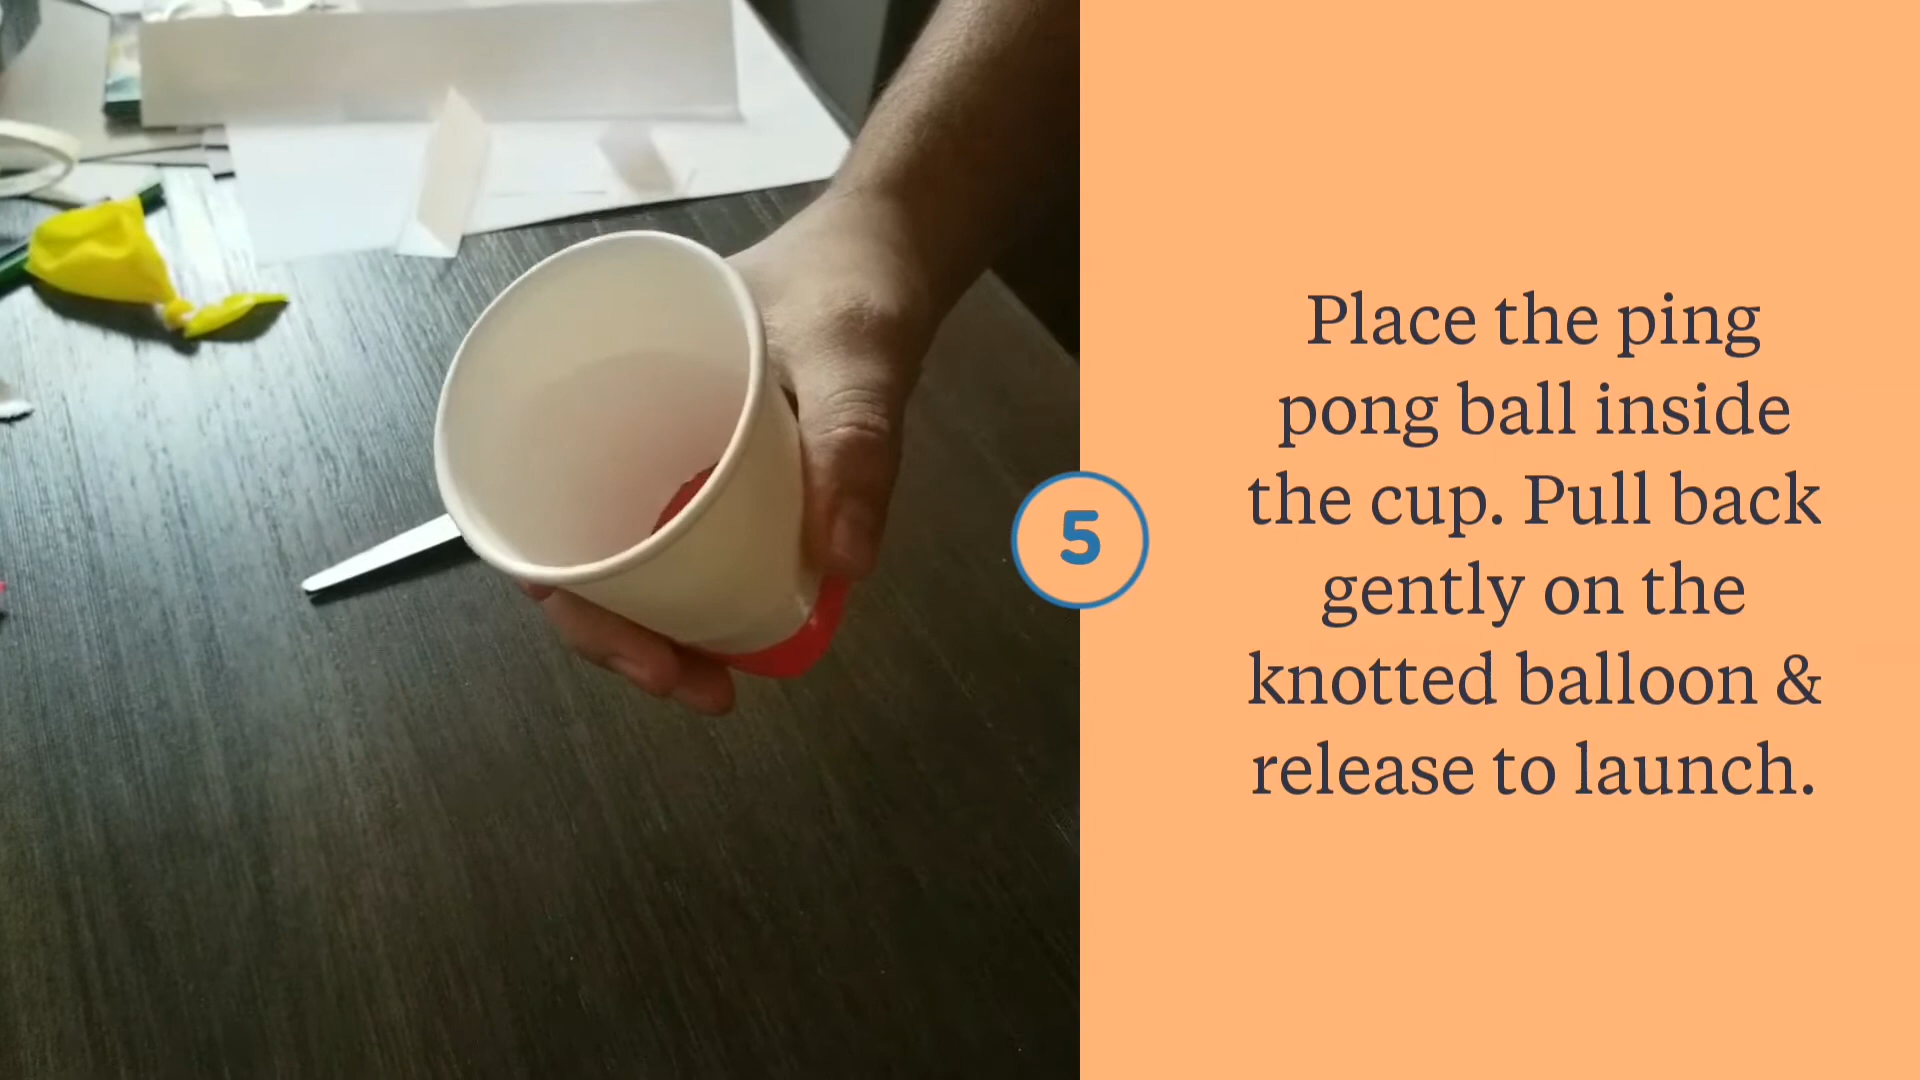 5
Place the ping
pong ball inside
the cup. Pull back
gently on the
knotted balloon &
release to launch.